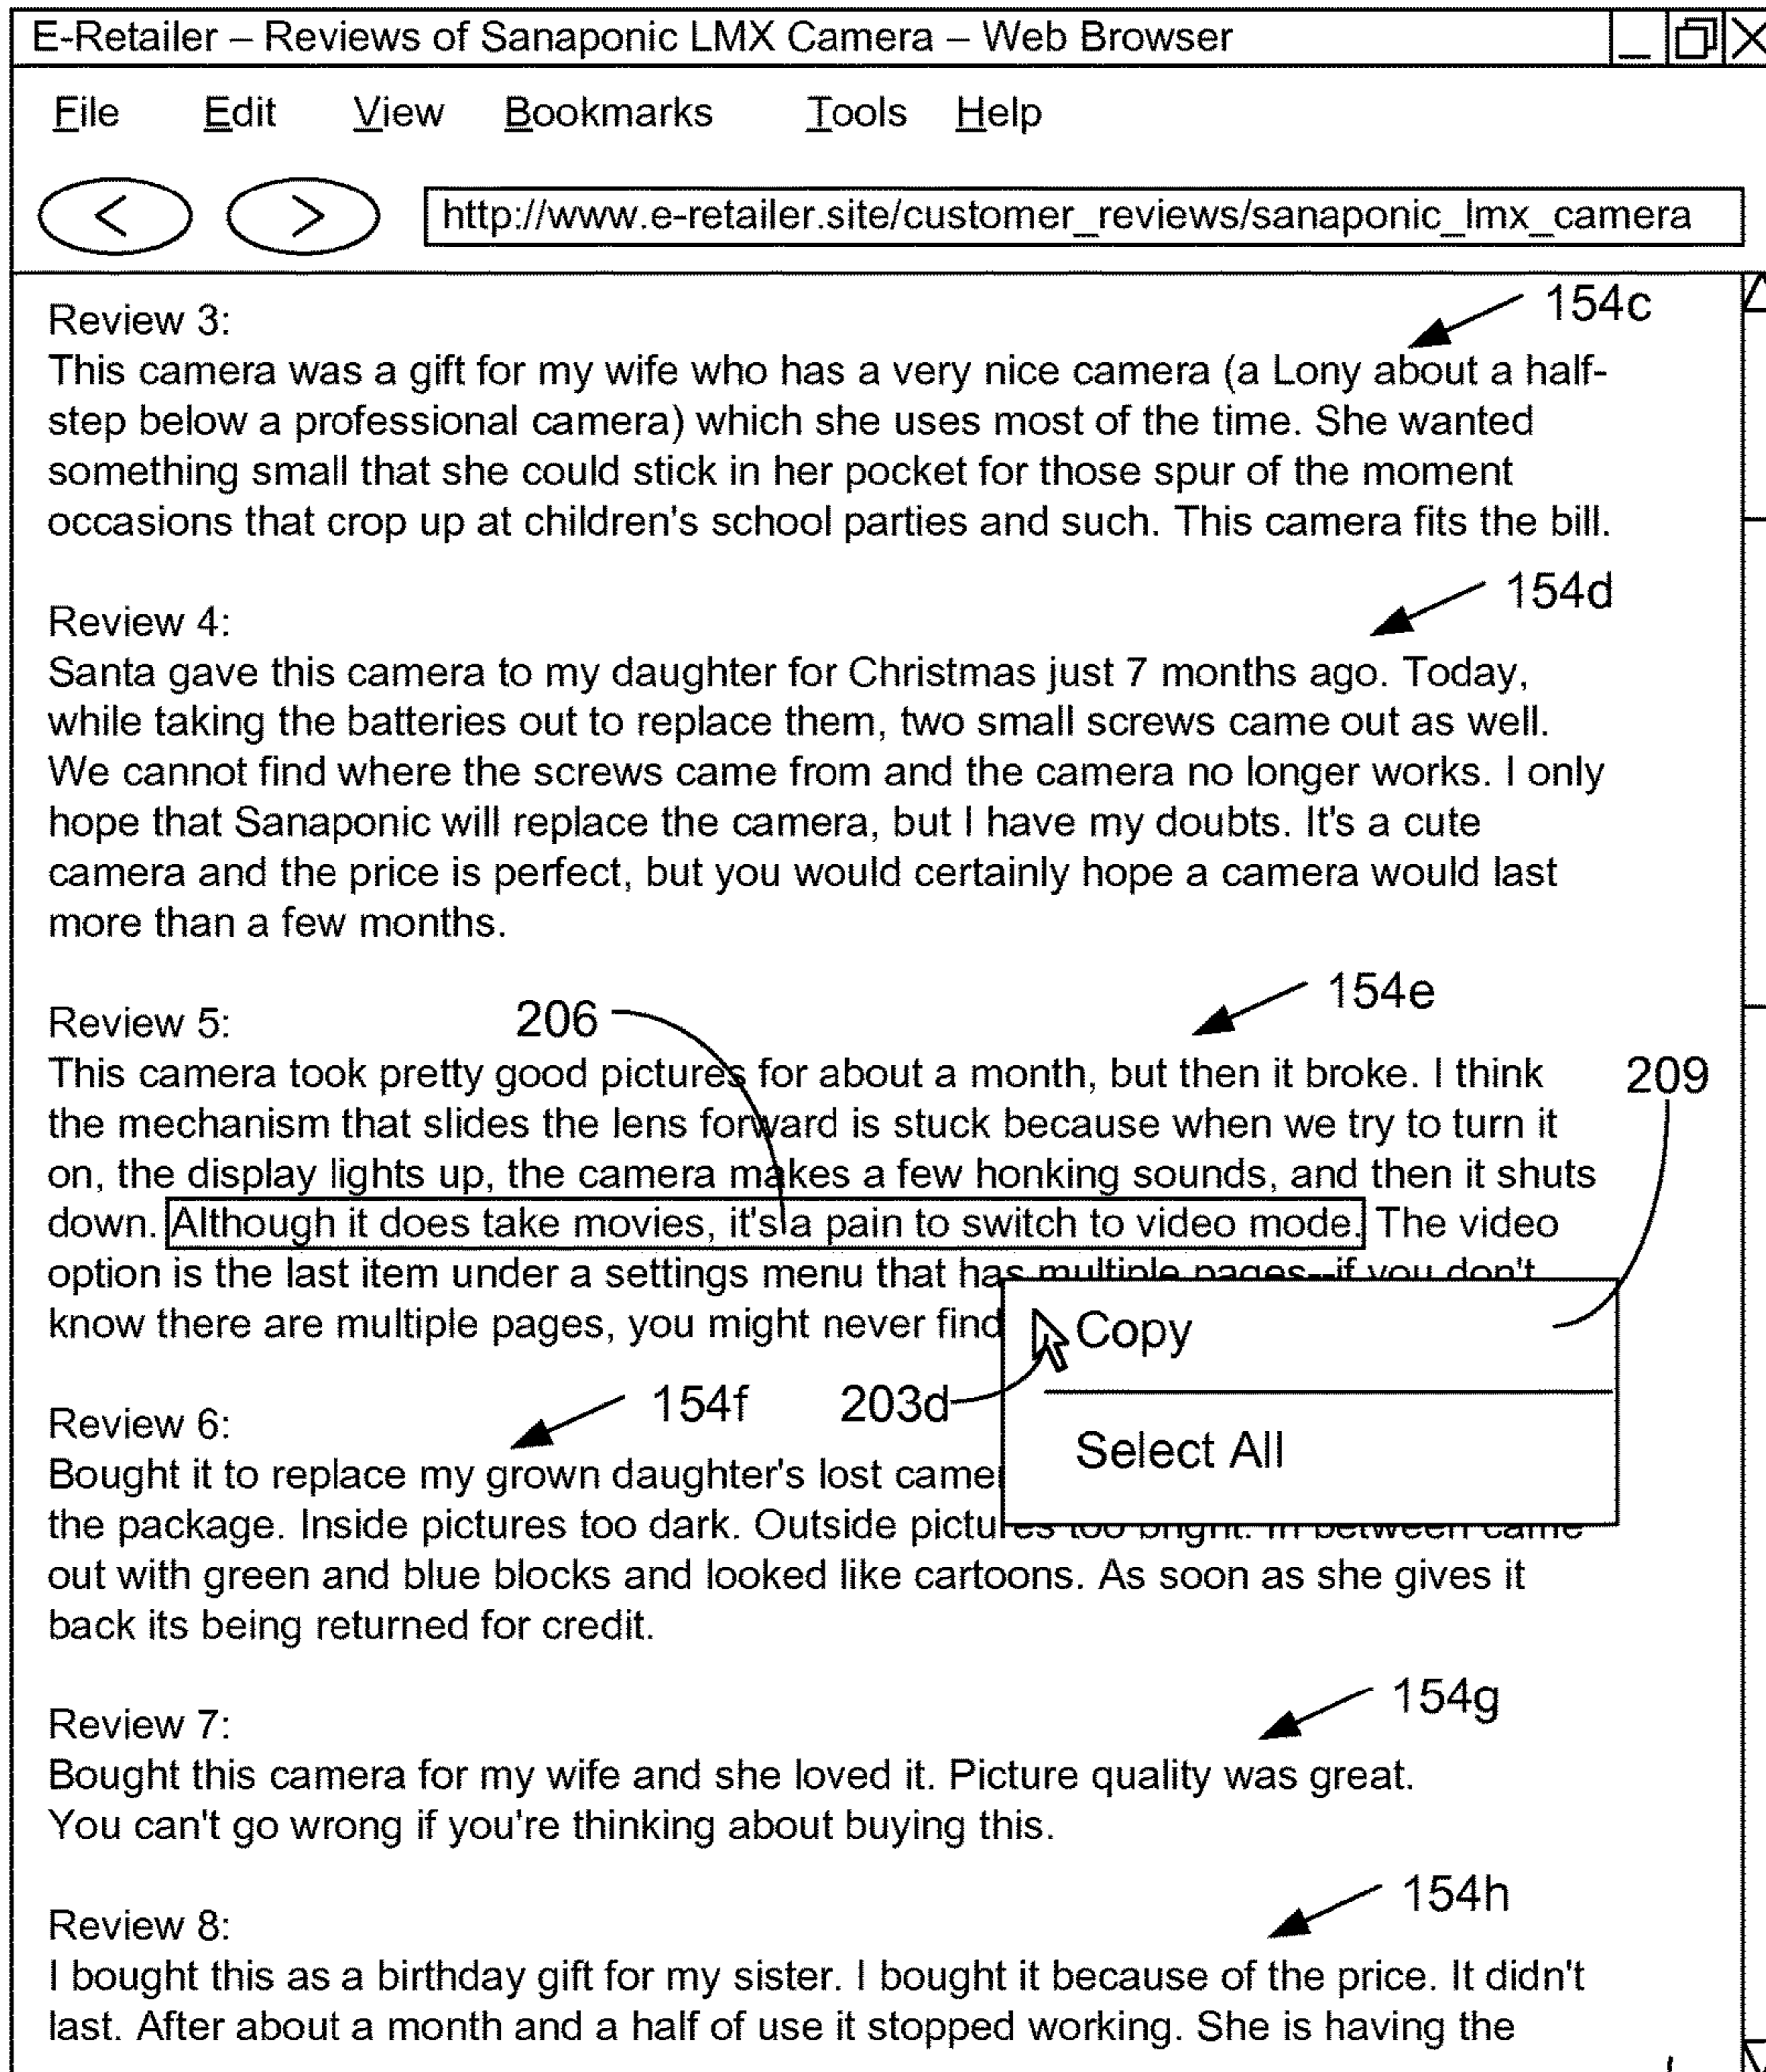 E-Retailer – Reviews of Sanaponic LMX Camera – Web Browser
File Edit View Bookmarks Tools Help
< > http://www.e-retailer.site/customer_reviews/sanaponic_lmx_camera
154c
Review 3:
This camera was a gift for my wife who has a very nice camera (a Lony about a half-
step below a professional camera) which she uses most of the time. She wanted
something small that she could stick in her pocket for those spur of the moment
occasions that crop up at children's school parties and such. This camera fits the bill.
154d
Review 4:
Santa gave this camera to my daughter for Christmas just 7 months ago. Today,
while taking the batteries out to replace them, two small screws came out as well.
We cannot find where the screws came from and the camera no longer works. I only
hope that Sanaponic will replace the camera, but I have my doubts. It's a cute
camera and the price is perfect, but you would certainly hope a camera would last
more than a few months.
154e
Review 5: 206
This camera took pretty good pictures for about a month, but then it broke. I think 209
the mechanism that slides the lens forward is stuck because when we try to turn it
on, the display lights up, the camera makes a few honking sounds, and then it shuts
down. Although it does take movies, it's a pain to switch to video mode. The video
option is the last item under a settings menu that has multiple pages--if you don't
know there are multiple pages, you might never find
Copy
154f 203d
Review 6:
Select All
Bought it to replace my grown daughter's lost
the package. Inside pictures too dark. Outside pictures too bright. In between came
out with green and blue blocks and looked like cartoons. As soon as she gives it
back its being returned for credit.
154g
Review 7:
Bought this camera for my wife and she loved it. Picture quality was great.
You can't go wrong if you're thinking about buying this.
154h
Review 8:
I bought this as a birthday gift for my sister. I bought it because of the price. It didn't
last. After about a month and a half of use it stopped working. She is having the